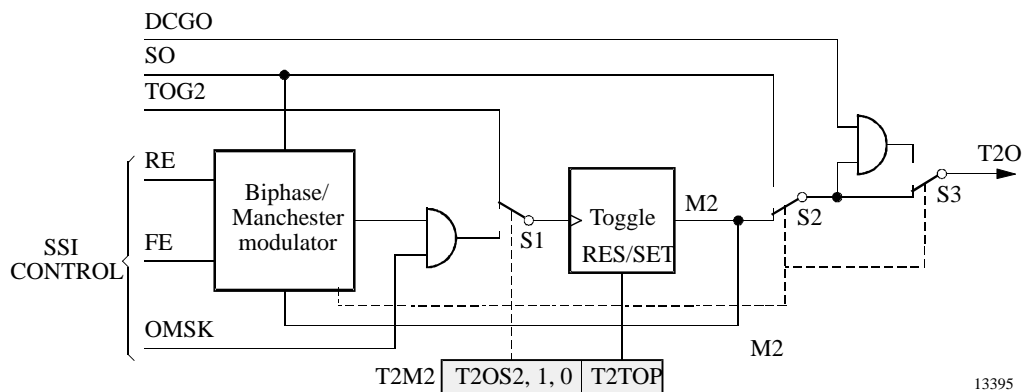 DCGO
SO
TOG2
RE
Biphase/
Manchester
modulator
FE
SSI
CONTROL
OMSK
S1
Toggle
RES/SET
M2
S2
S3
T2O
M2
T2M2
T2OS2, 1, 0
T2TOP
13395